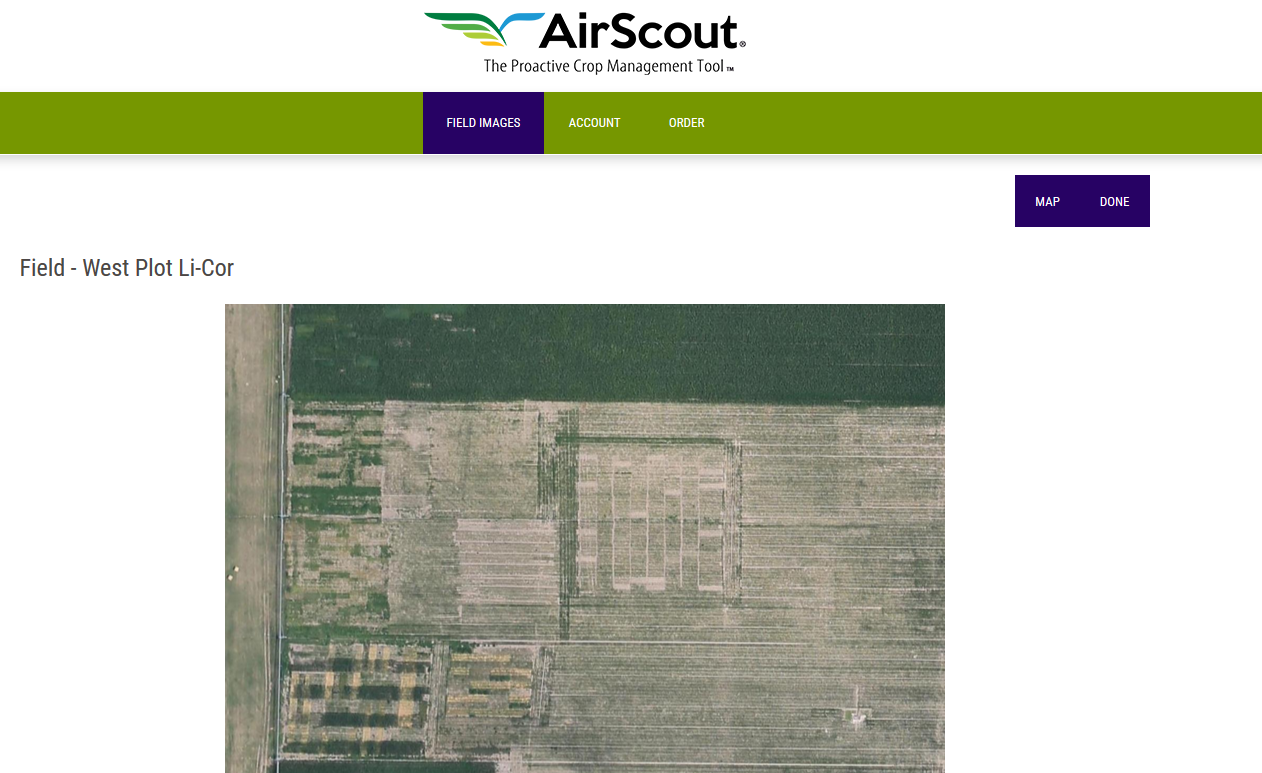 AirScout®
The Proactive Crop Management Tool™
FIELD IMAGES ACCOUNT ORDER
MAP DONE
Field - West Plot Li-Cor